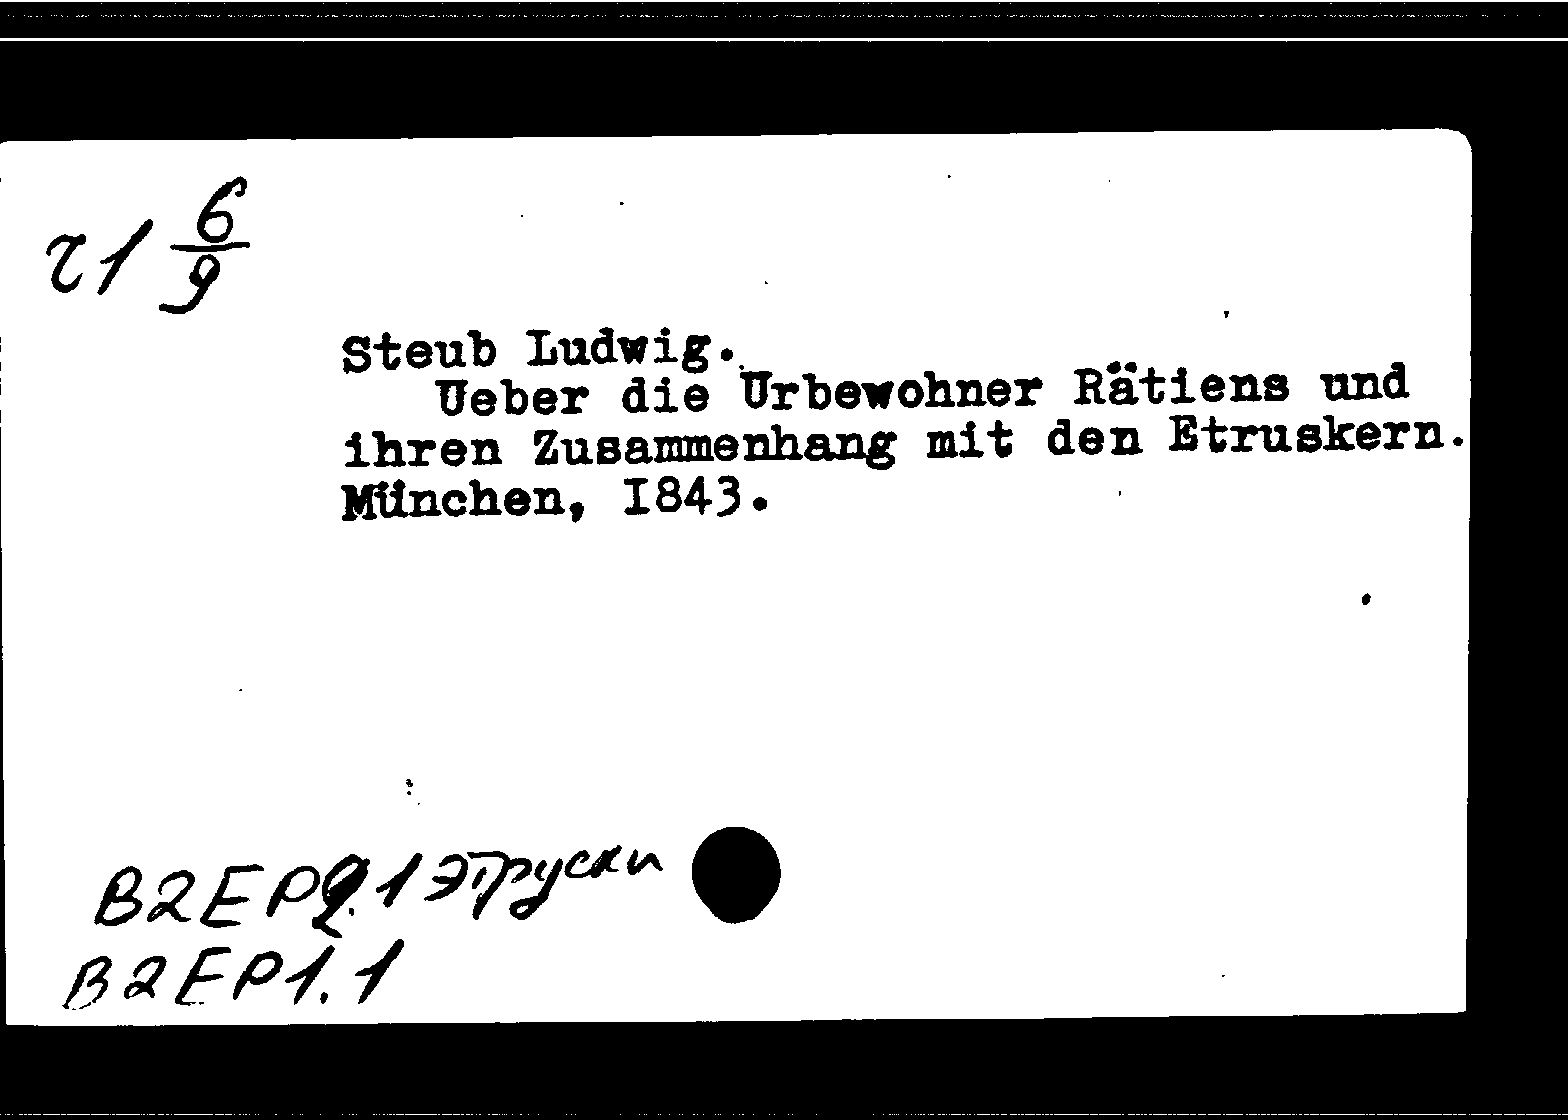 г1 6/9
Steub Ludwig.
Ueber die Urbewohner Rätiens und
ihren Zusammenhang mit den Etruskern.
München, I843.
B2EP2.1 Этруски
B2EP1.1